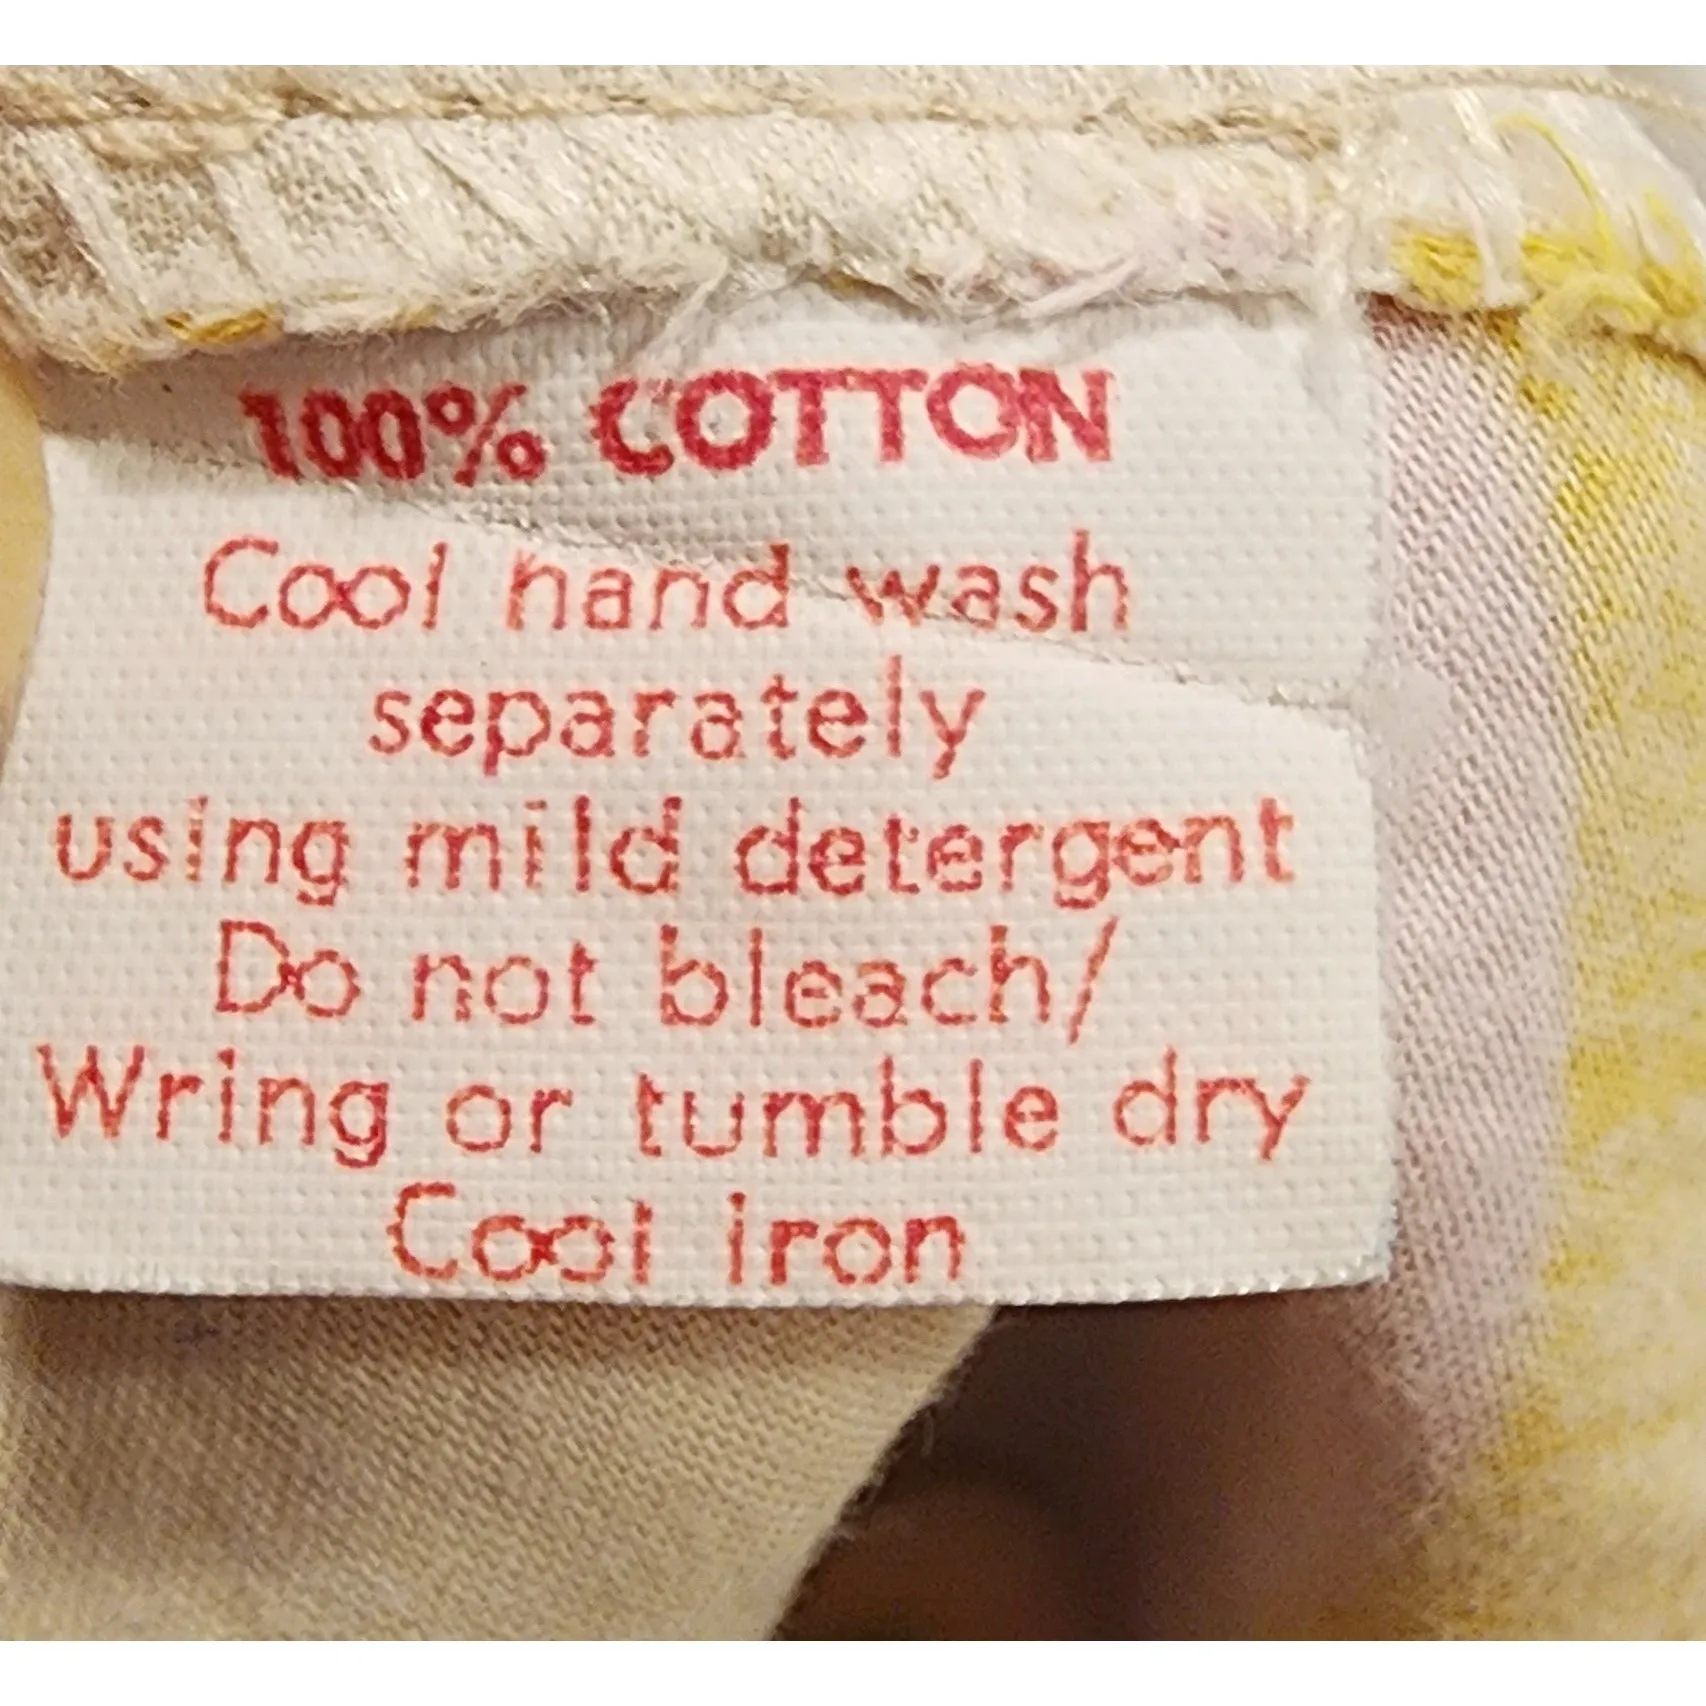 100% COTTON
Cool hand wash
separately
using mild detergent
Do not bleach/
Wring or tumble dry
Cool iron